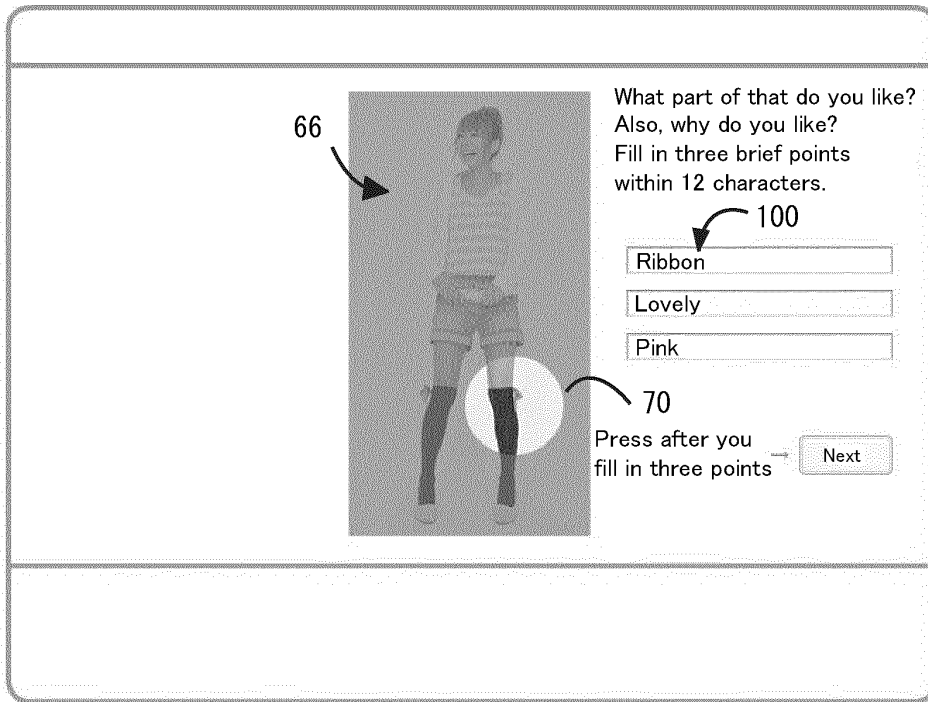 What part of that do you like?
Also, why do you like?
Fill in three brief points
within 12 characters.
66
100
Ribbon
Lovely
Pink
70
Press after you
fill in three points
→
Next